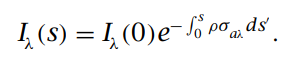 I_λ(s) = I_λ(0)e^{−∫_0^s ρσ_{aλ} ds′}.